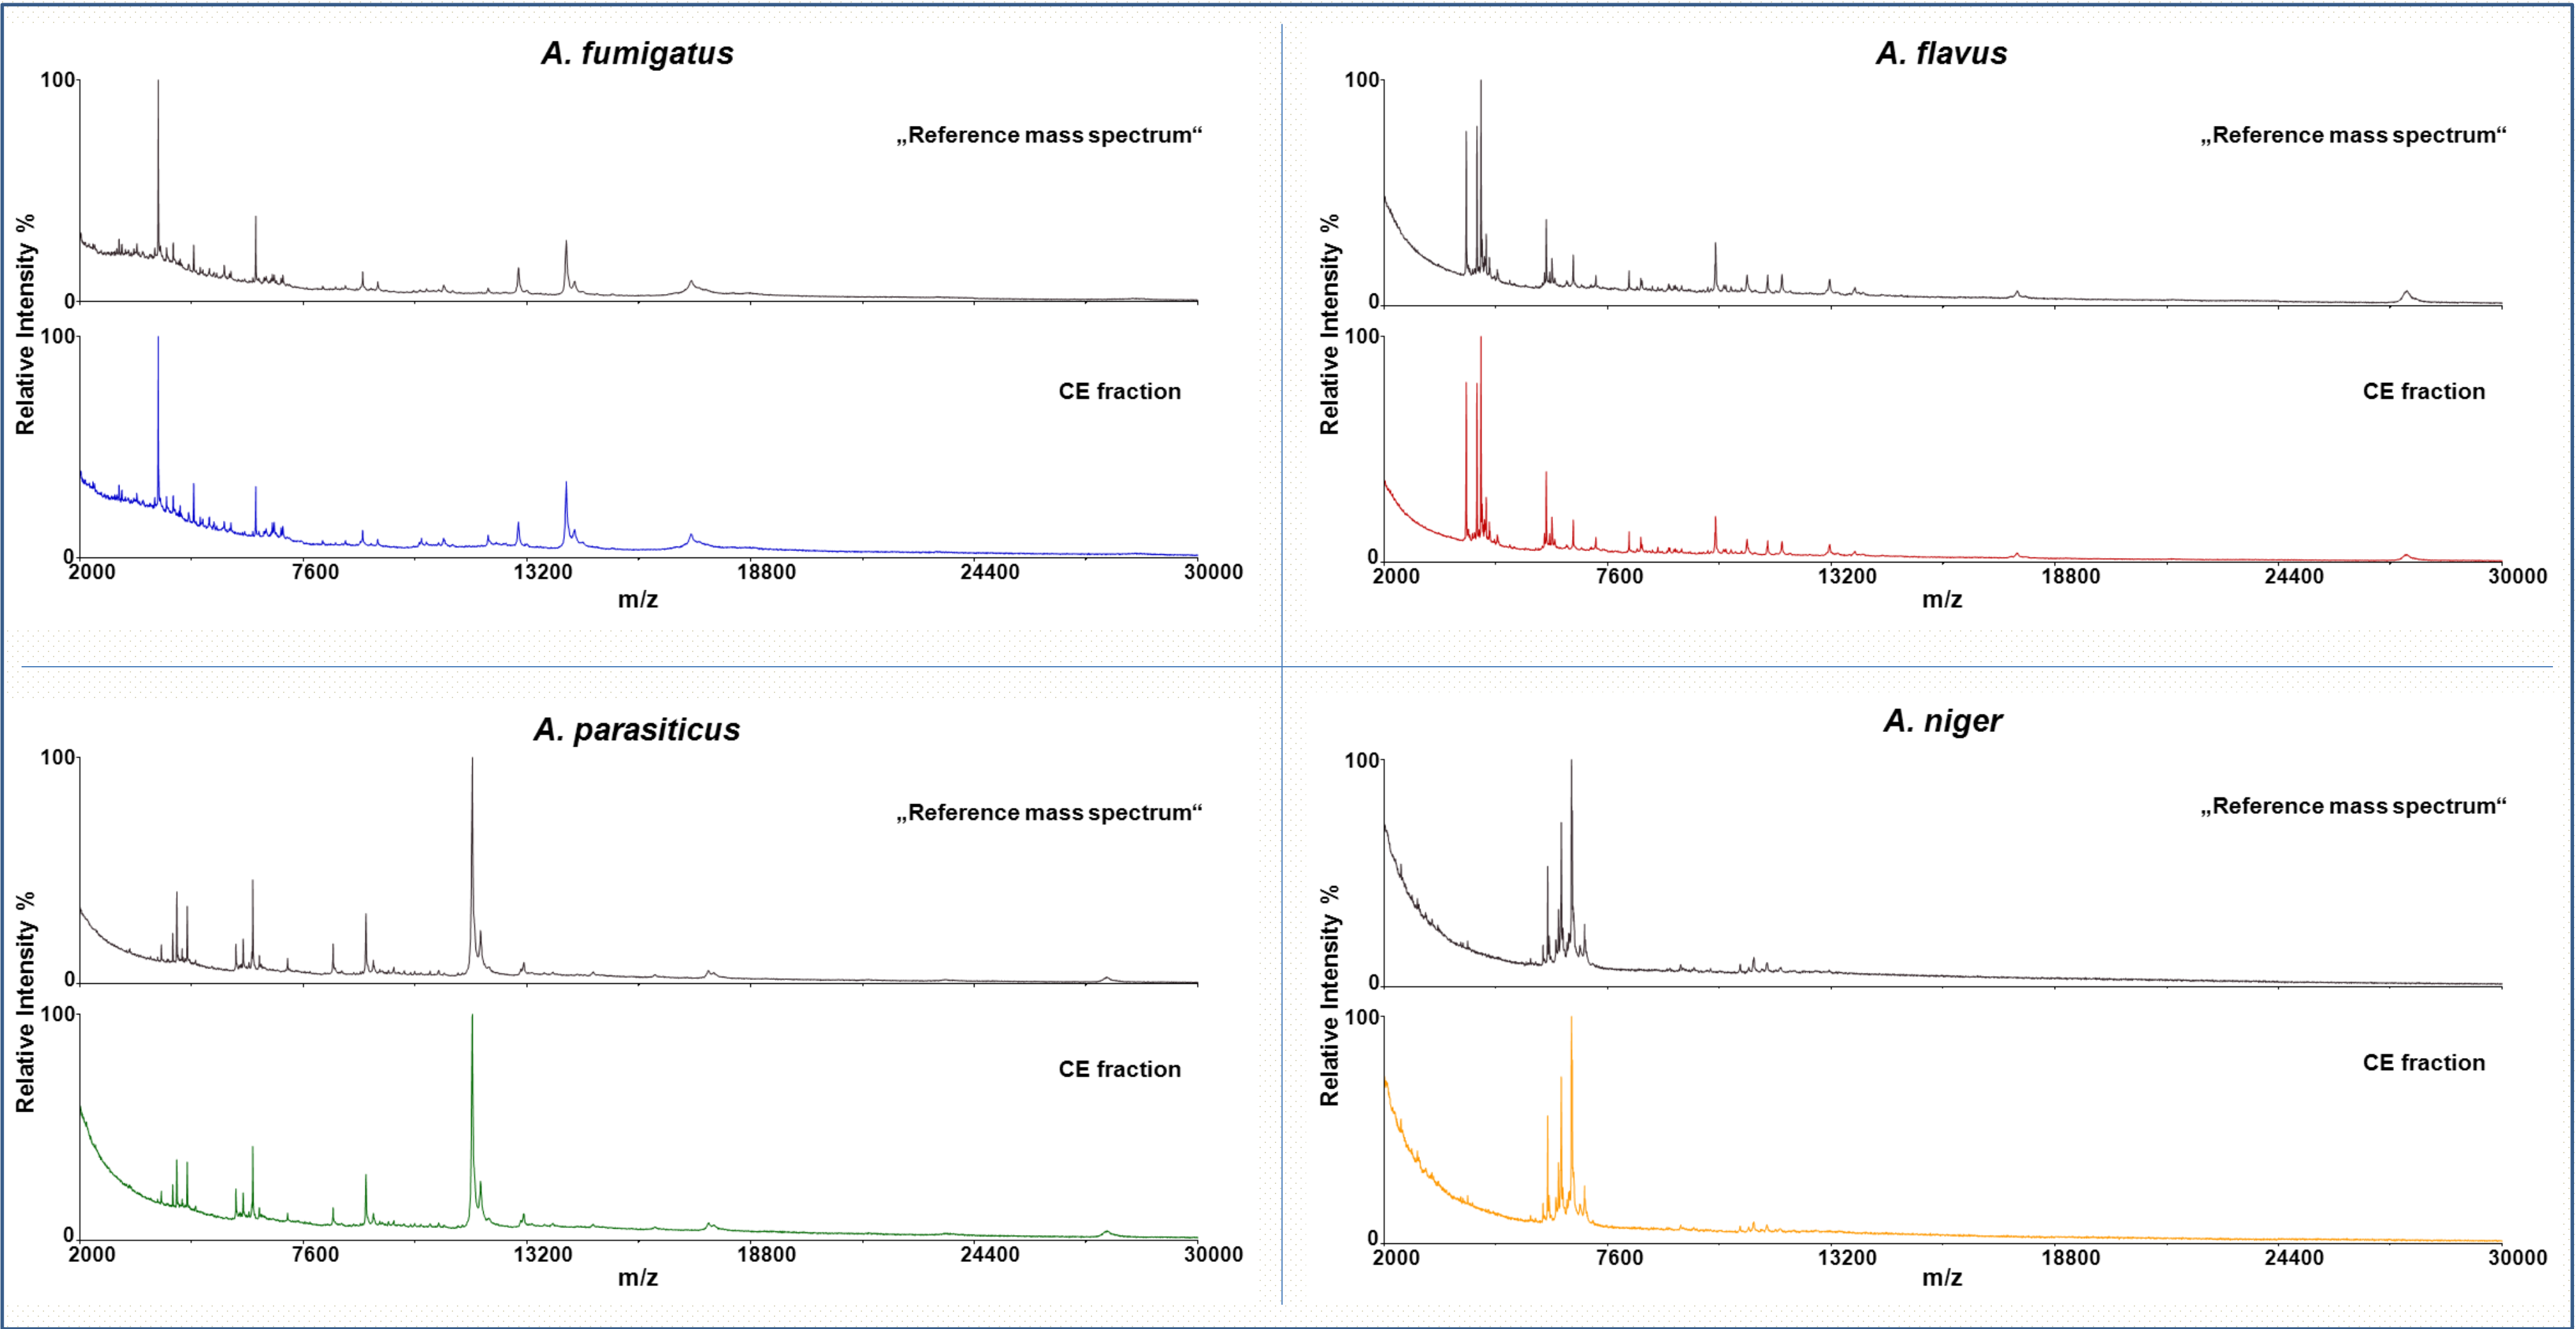 A. fumigatus
100
„Reference mass spectrum“
0
100
CE fraction
0
Relative Intensity %
2000 7600 13200 18800 24400 30000
m/z
A. flavus
100
„Reference mass spectrum“
0
100
CE fraction
0
Relative Intensity %
2000 7600 13200 18800 24400 30000
m/z
A. parasiticus
100
„Reference mass spectrum“
0
100
CE fraction
0
Relative Intensity %
2000 7600 13200 18800 24400 30000
m/z
A. niger
100
„Reference mass spectrum“
0
100
CE fraction
0
Relative Intensity %
2000 7600 13200 18800 24400 30000
m/z